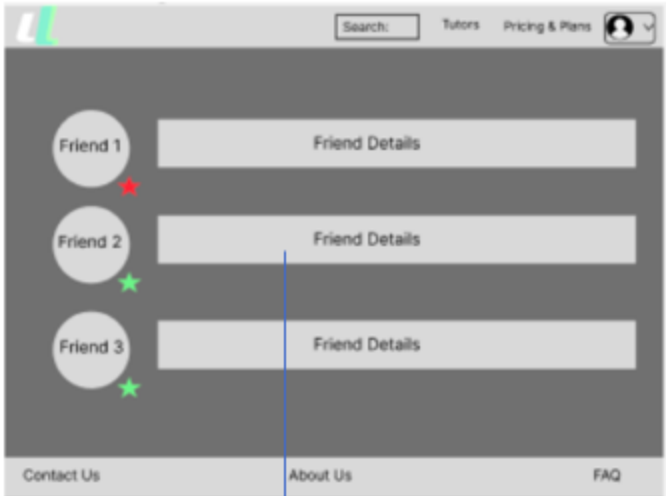 Search: Tutors Pricing & Plans
Friend 1 Friend Details
Friend 2 Friend Details
Friend 3 Friend Details
Contact Us About Us FAQ